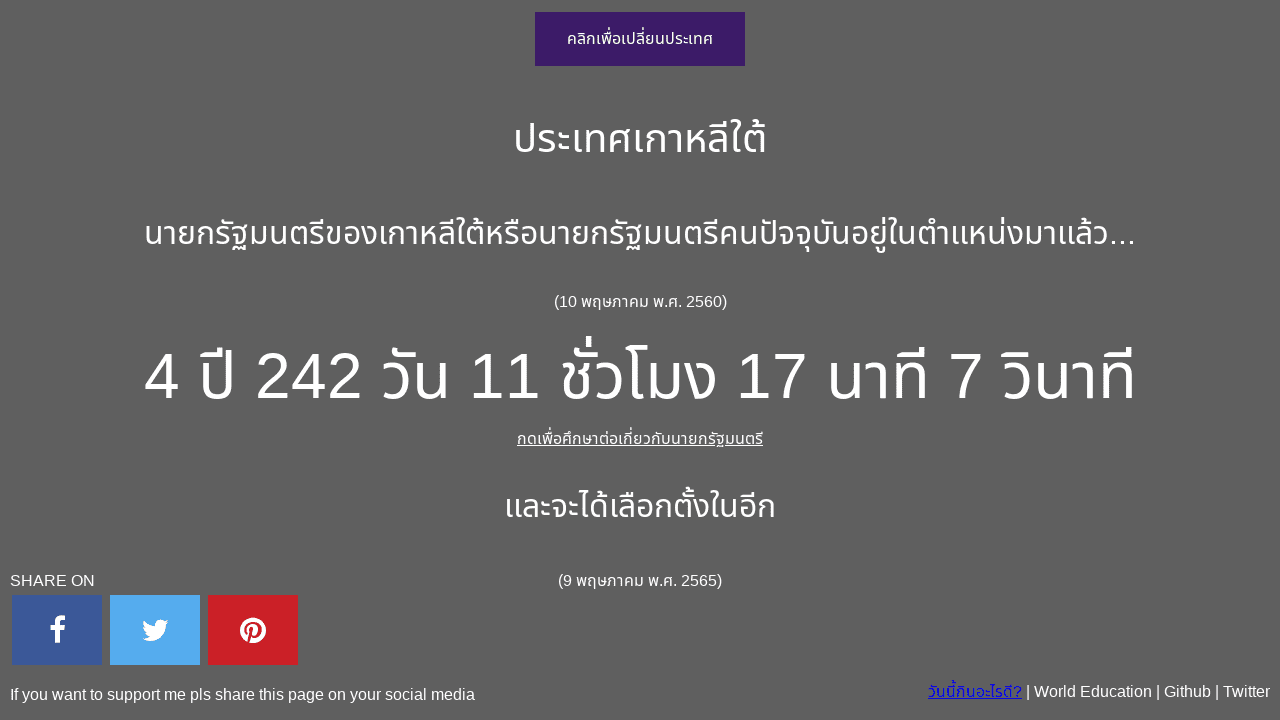 คลิกเพื่อเปลี่ยนประเทศ
ประเทศเกาหลีใต้
นายกรัฐมนตรีของเกาหลีใต้หรือนายกรัฐมนตรีคนปัจจุบันอยู่ในตำแหน่งมาแล้ว...
(10 พฤษภาคม พ.ศ. 2560)
4 ปี 242 วัน 11 ชั่วโมง 17 นาที 7 วินาที
กดเพื่อศึกษาต่อเกี่ยวกับนายกรัฐมนตรี
และจะได้เลือกตั้งในอีก
(9 พฤษภาคม พ.ศ. 2565)
SHARE ON
If you want to support me pls share this page on your social media
วันนี้กินอะไรดี? | World Education | Github | Twitter